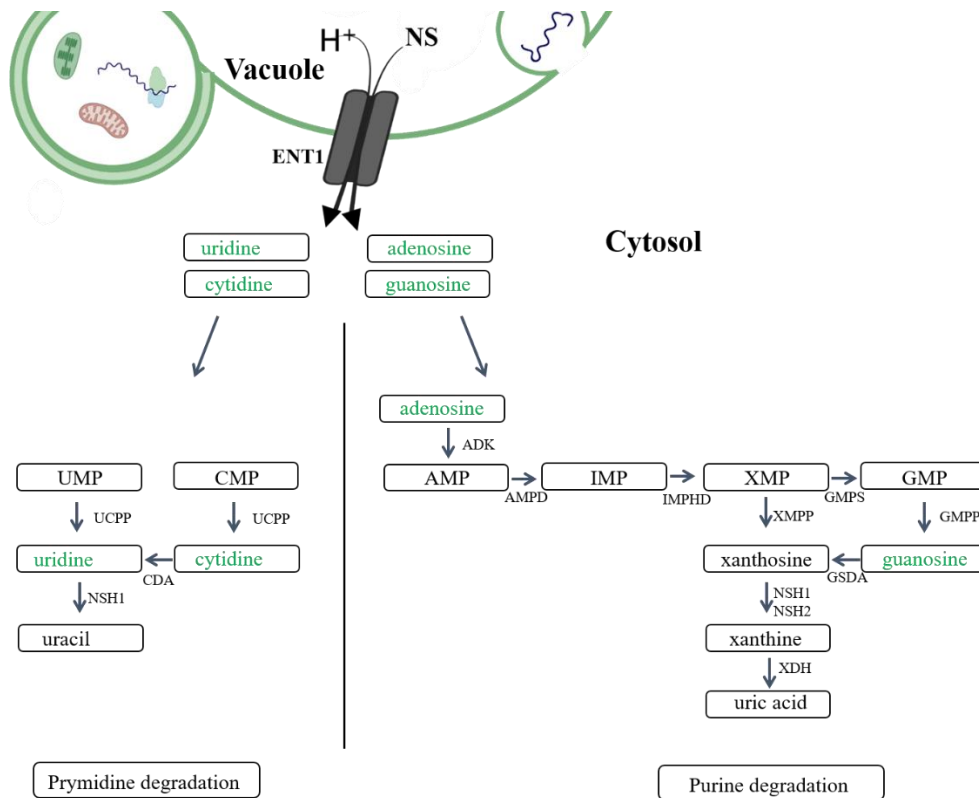 H+
NS
Vacuole
ENT1
Cytosol
uridine
adenosine
cytidine
guanosine
adenosine
ADK
UMP
CMP
AMP
AMPD
IMP
IMPHD
XMP
GMPS
GMP
UCPP
UCPP
XMPP
GMPP
uridine
CDA
cytidine
xanthosine
GSDA
guanosine
NSH1
NSH1
NSH2
uracil
xanthine
XDH
uric acid
Prymidine degradation
Purine degradation